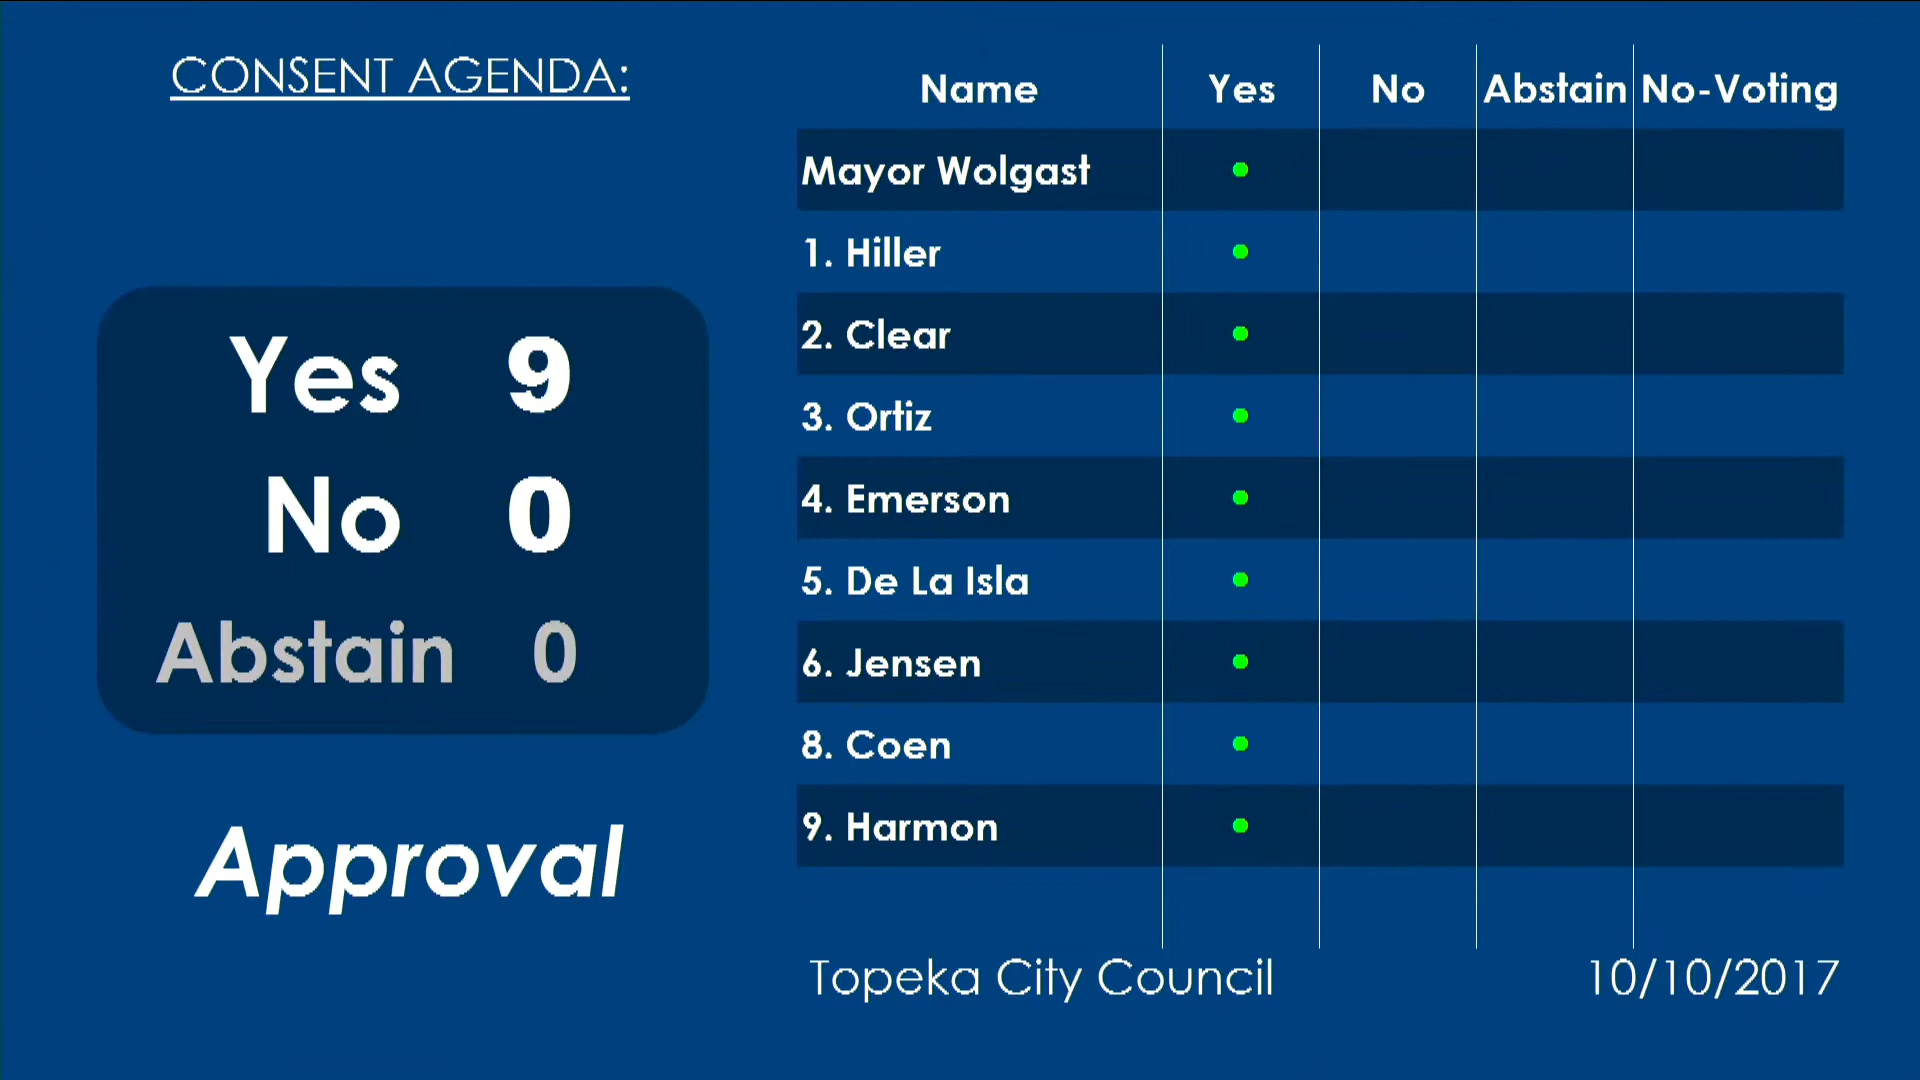 CONSENT AGENDA:
Yes 9
No 0
Abstain 0
Approval
Name Yes No Abstain No-Voting
Mayor Wolgast
1. Hiller
2. Clear
3. Ortiz
4. Emerson
5. De La Isla
6. Jensen
8. Coen
9. Harmon
Topeka City Council 10/10/2017